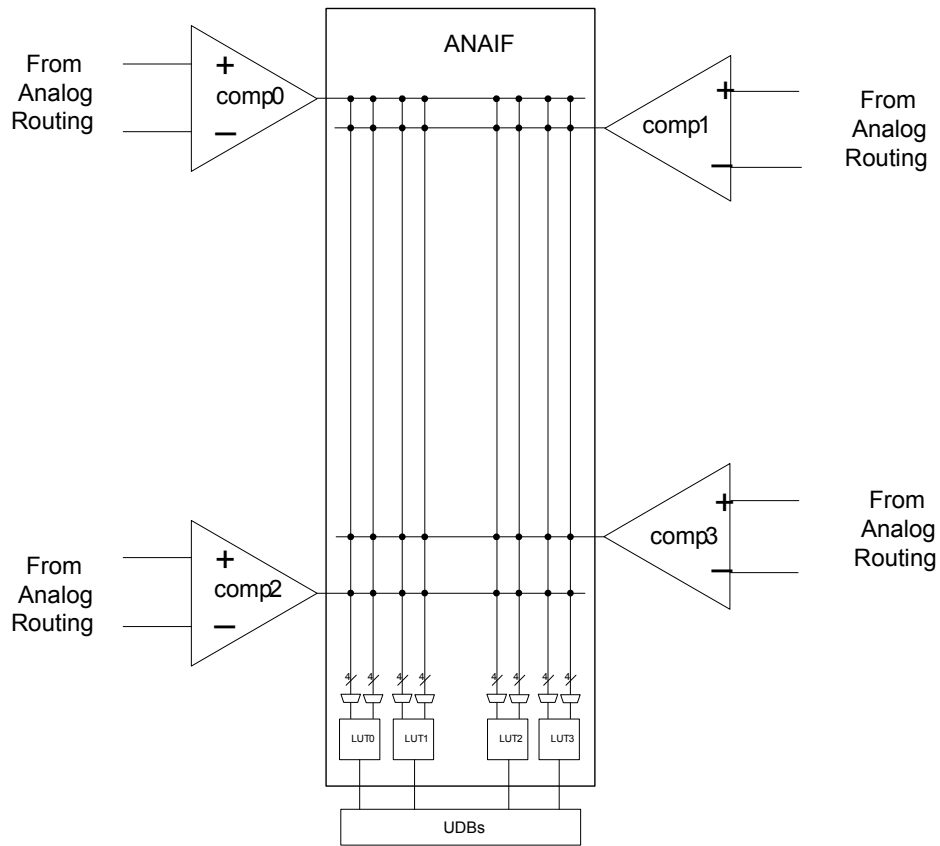 ANAIF
From
Analog
Routing
+
comp0
−
+
comp1
−
From
Analog
Routing
From
Analog
Routing
+
comp2
−
+
comp3
−
From
Analog
Routing
4 4 4 4 4 4 4 4
LUT0 LUT1 LUT2 LUT3
UDBs